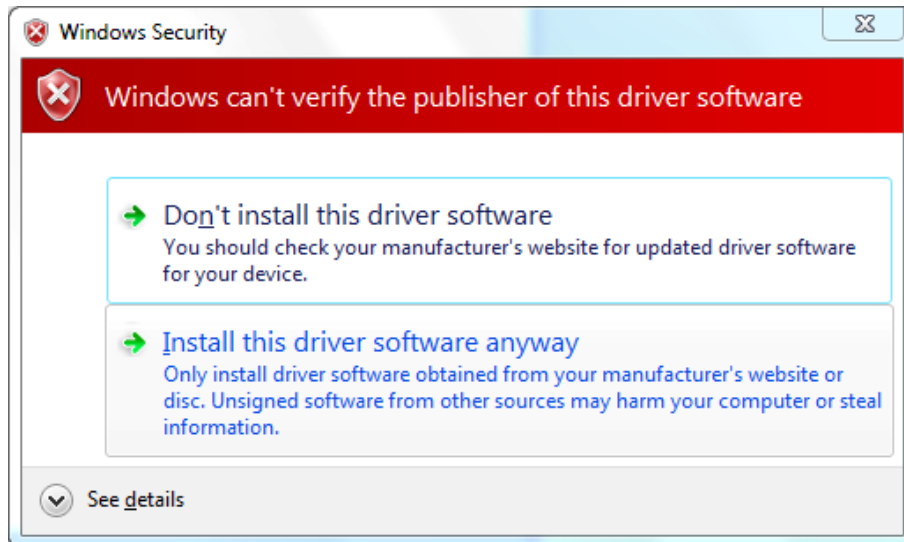 Windows Security
Windows can't verify the publisher of this driver software
Don't install this driver software
You should check your manufacturer's website for updated driver software
for your device.
Install this driver software anyway
Only install driver software obtained from your manufacturer's website or
disc. Unsigned software from other sources may harm your computer or steal
information.
See details